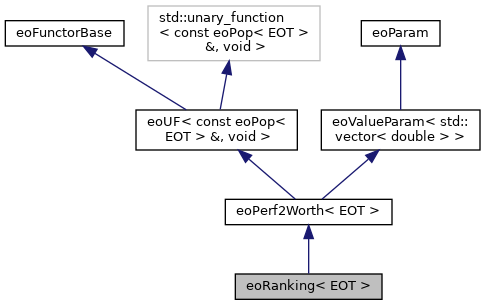 std::unary_function
< const eoPop< EOT >
&, void >
eoFunctorBase
eoParam
eoUF< const eoPop<
EOT > &, void >
eoValueParam< std::
vector< double > >
eoPerf2Worth< EOT >
eoRanking< EOT >